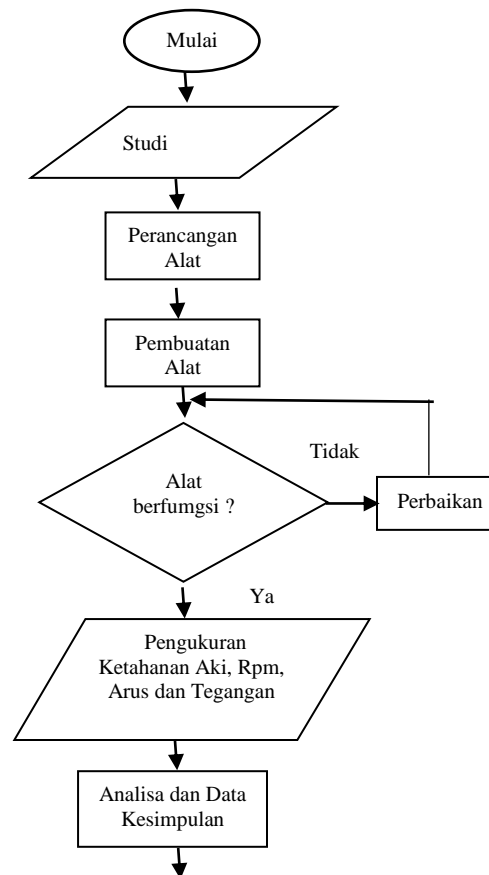 Mulai
Studi
Perancangan
Alat
Pembuatan
Alat
Tidak
Alat
berfumgsi ?
Perbaikan
Ya
Pengukuran
Ketahanan Aki, Rpm,
Arus dan Tegangan
Analisa dan Data
Kesimpulan